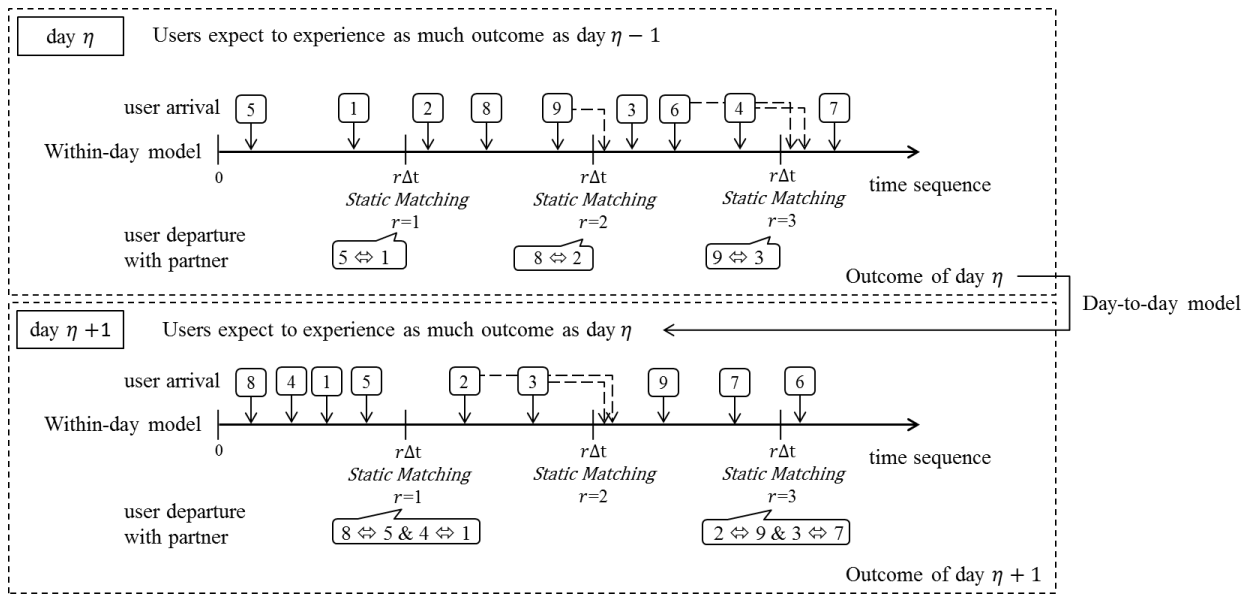 day η
Users expect to experience as much outcome as day η − 1
user arrival
5 1 2 8 9 3 6 4 7
Within-day model
0
rΔt rΔt rΔt
time sequence
Static Matching Static Matching Static Matching
r=1 r=2 r=3
user departure
with partner
5 ⇔ 1 8 ⇔ 2 9 ⇔ 3
Outcome of day η
Day-to-day model
day η +1
Users expect to experience as much outcome as day η
user arrival
8 4 1 5 2 3 9 7 6
Within-day model
0
rΔt rΔt rΔt
time sequence
Static Matching Static Matching Static Matching
r=1 r=2 r=3
user departure
with partner
8 ⇔ 5 & 4 ⇔ 1 2 ⇔ 9 & 3 ⇔ 7
Outcome of day η + 1